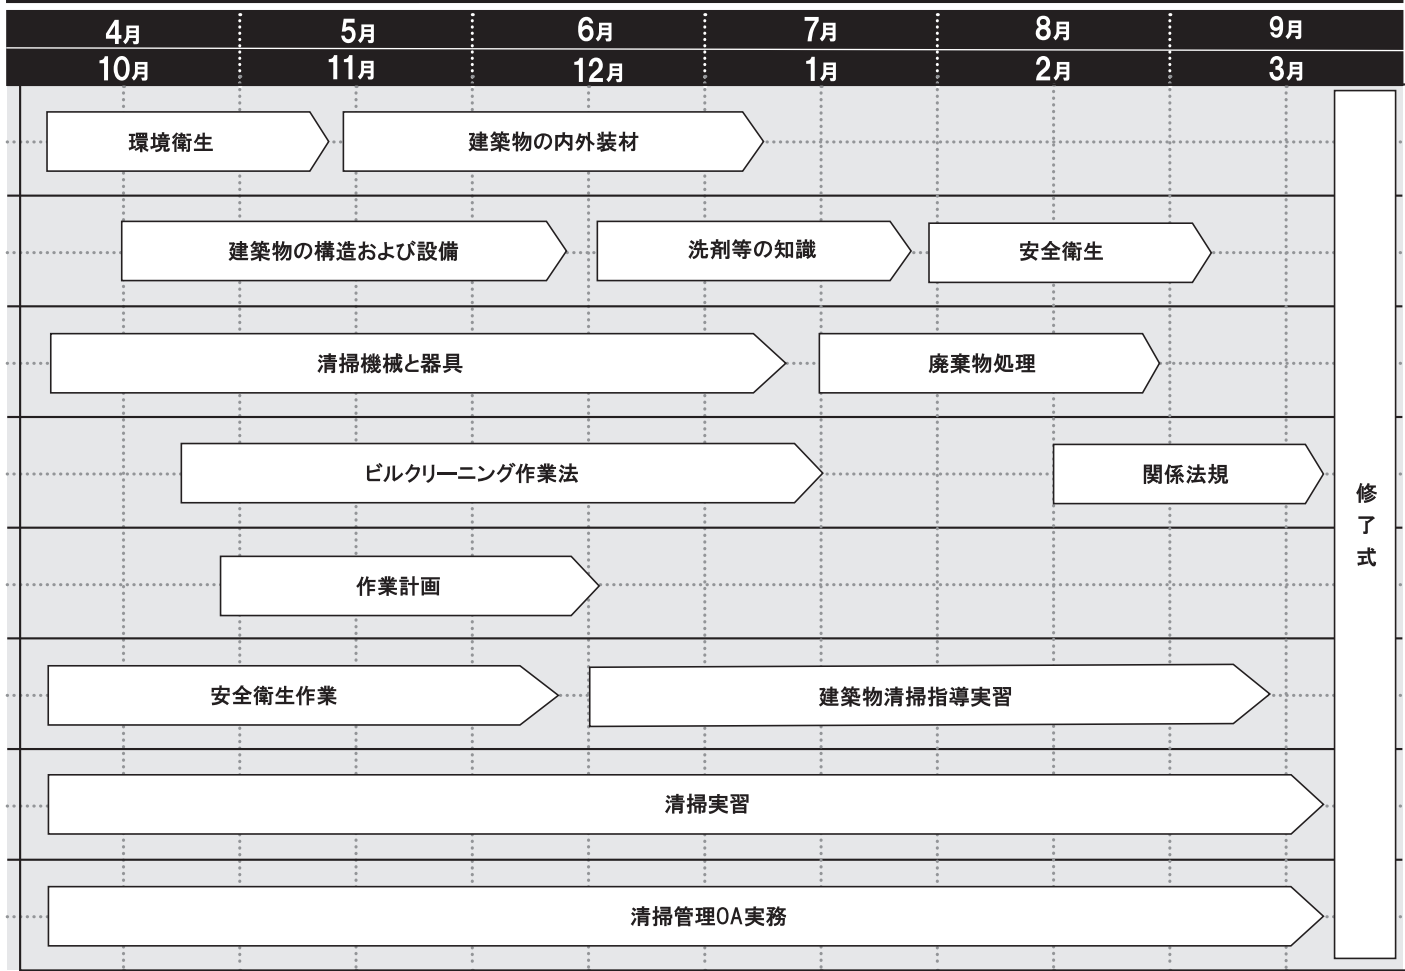 4月 5月 6月 7月 8月 9月
10月 11月 12月 1月 2月 3月
環境衛生 建築物の内外装材
建築物の構造および設備 洗剤等の知識 安全衛生
清掃機械と器具 廃棄物処理
ビルクリーニング作業法 関係法規
作業計画
安全衛生作業 建築物清掃指導実習
清掃実習
清掃管理OA実務
修了式